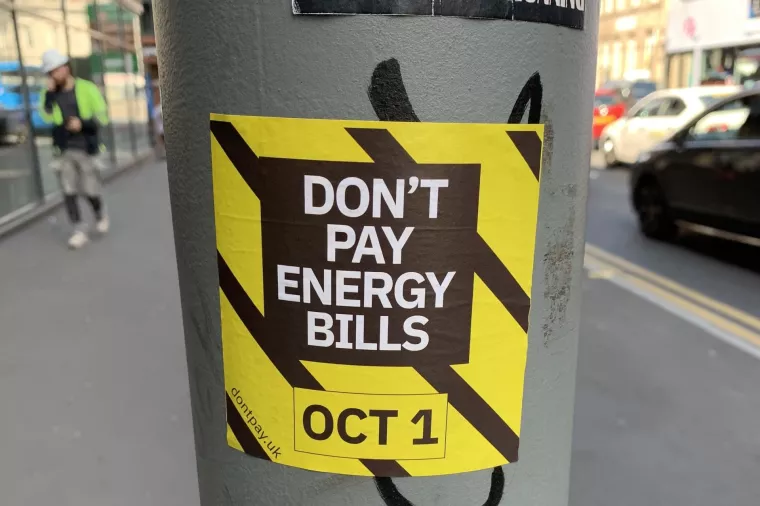 DON'T
PAY
ENERGY
BILLS
OCT 1
dontpay.uk